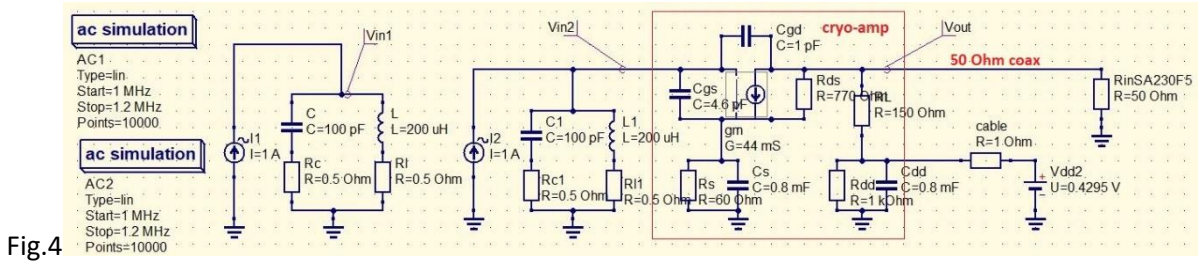 ac simulation
AC1
Type=lin
Start=1 MHz
Stop=1.2 MHz
Points=10000
ac simulation
AC2
Type=lin
Start=1 MHz
Stop=1.2 MHz
Points=10000
Vin1
I1
I=1 A
C
C=100 pF
L
L=200 uH
Rc
R=0.5 Ohm
Rl
R=0.5 Ohm
Vin2
I2
I=1 A
C1
C=100 pF
L1
L=200 uH
Rc1
R=0.5 Ohm
Rl1
R=0.5 Ohm
cryo-amp
Cgd
C=1 pF
Cgs
C=4.6 pF
gm
G=44 mS
Rds
R=770 Ohm
RL
R=150 Ohm
Rs
R=60 Ohm
Cs
C=0.8 mF
Rdd
R=1 kOhm
Cdd
C=0.8 mF
Vout
50 Ohm coax
RinSA230F5
R=50 Ohm
cable
R=1 Ohm
Vdd2
U=0.4295 V
Fig.4